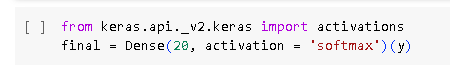 [ ] from keras.api._v2.keras import activations
final = Dense(20, activation = 'softmax')(y)